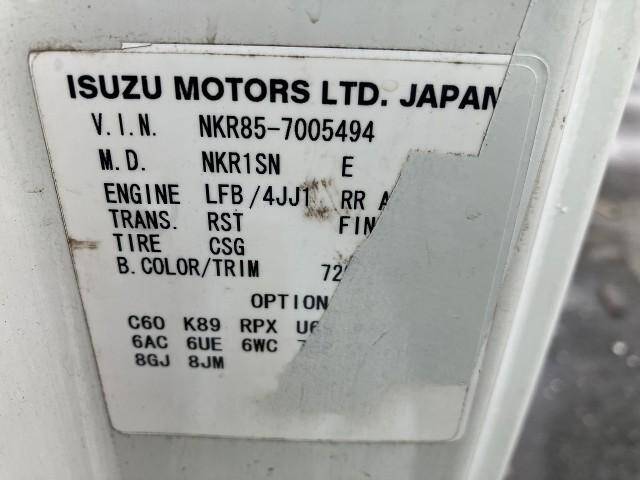 ISUZU MOTORS LTD. JAPAN
V.I.N. NKR85-7005494
M.D. NKR1SN E
ENGINE LFB/4JJ1 RR
TRANS. RST
TIRE CSG
B.COLOR/TRIM
OPTION
C60 K89 RPX
6AC 6UE 6WC
8GJ 8JM